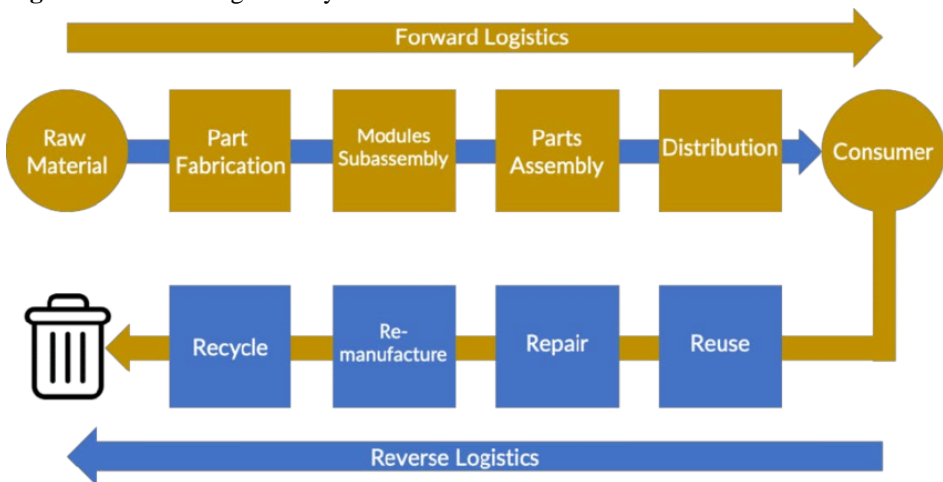 Forward Logistics
Raw
Material
Part
Fabrication
Modules
Subassembly
Parts
Assembly
Distribution
Consumer
Recycle
Re-
manufacture
Repair
Reuse
Reverse Logistics